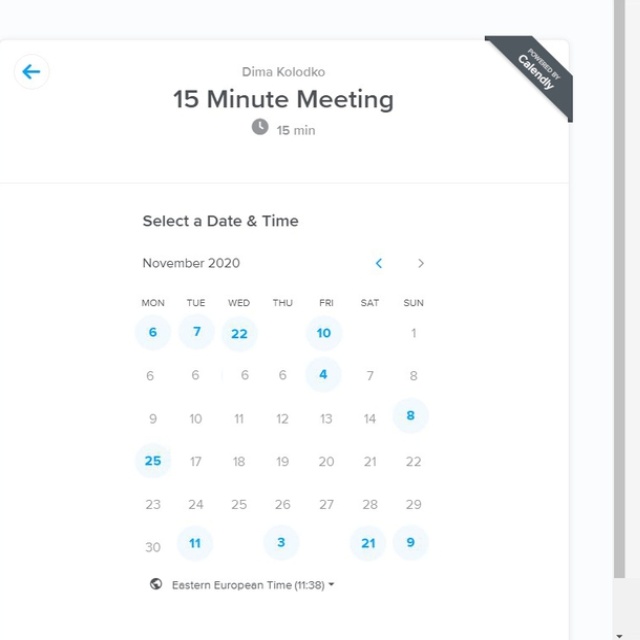 POWERED BY
Calendly
Dima Kolodko
15 Minute Meeting
15 min
Select a Date & Time
November 2020
MON TUE WED THU FRI SAT SUN
6 7 22 10 1
6 6 6 6 4 7 8
9 10 11 12 13 14 8
25 17 18 19 20 21 22
23 24 25 26 27 28 29
30 11 3 21 9
Eastern European Time (11:38)